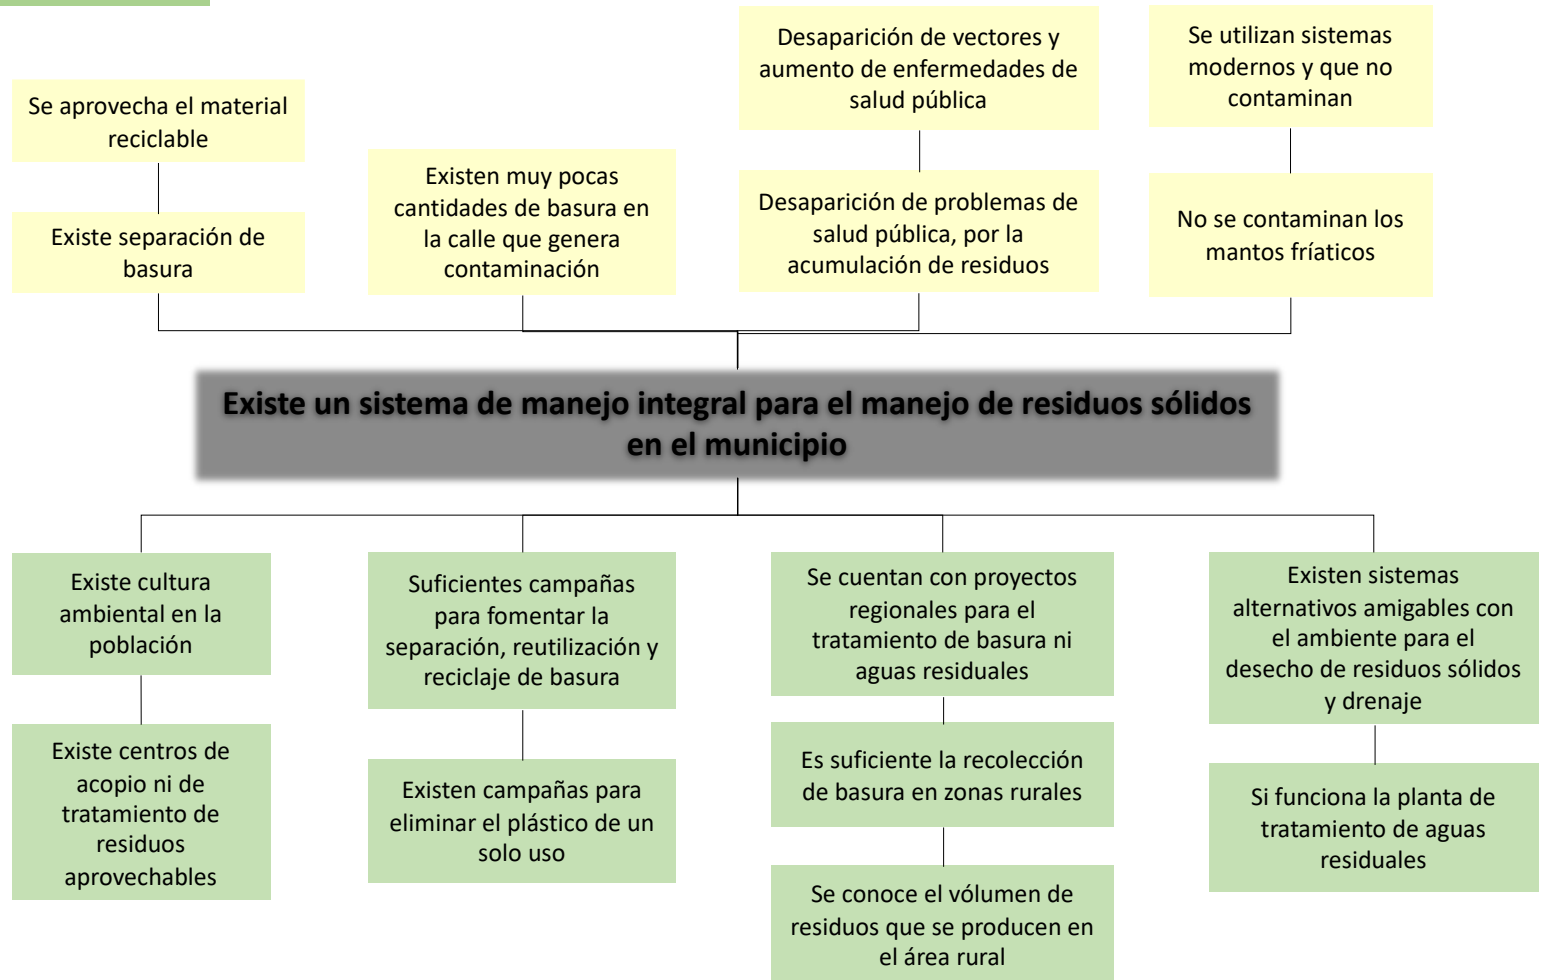 Se aprovecha el material
reciclable
Existe separación de
basura
Existen muy pocas
cantidades de basura en
la calle que genera
contaminación
Desaparición de vectores y
aumento de enfermedades de
salud pública
Desaparición de problemas de
salud pública, por la
acumulación de residuos
Se utilizan sistemas
modernos y que no
contaminan
No se contaminan los
mantos fríaticos
Existe un sistema de manejo integral para el manejo de residuos sólidos
en el municipio
Existe cultura
ambiental en la
población
Existe centros de
acopio ni de
tratamiento de
residuos
aprovechables
Suficientes campañas
para fomentar la
separación, reutilización y
reciclaje de basura
Existen campañas para
eliminar el plástico de un
solo uso
Se cuentan con proyectos
regionales para el
tratamiento de basura ni
aguas residuales
Es suficiente la recolección
de basura en zonas rurales
Se conoce el vólumen de
residuos que se producen en
el área rural
Existen sistemas
alternativos amigables con
el ambiente para el
desecho de residuos sólidos
y drenaje
Si funciona la planta de
tratamiento de aguas
residuales